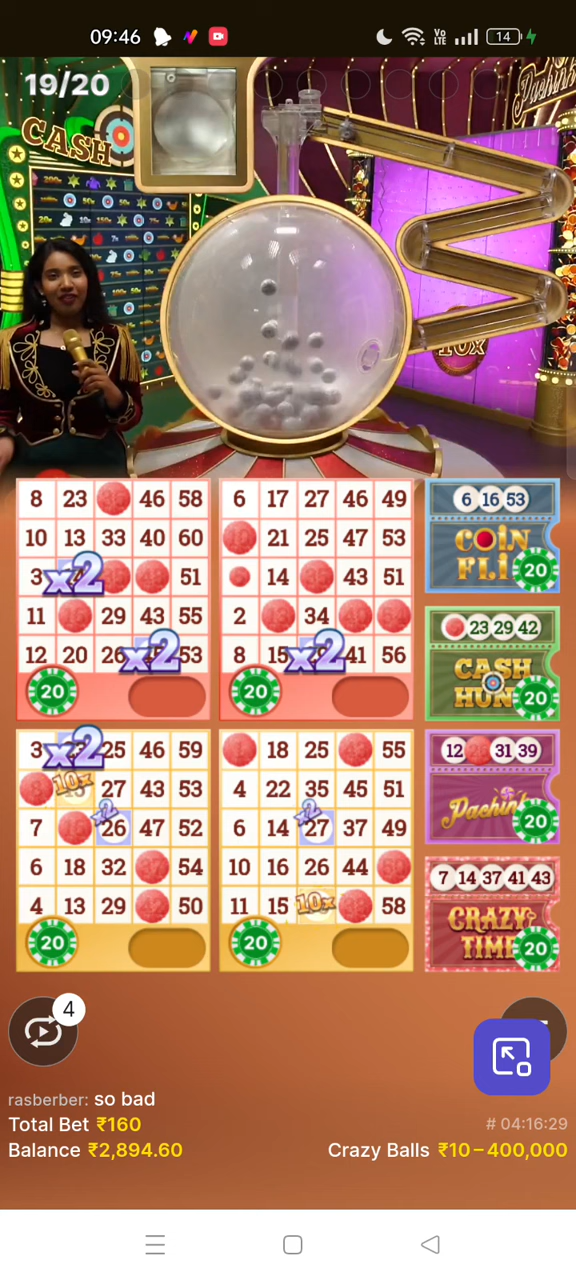 09:46
Vo LTE
14
19/20
CASH
10x
8 23 46 58
10 13 33 40 60
3 x2 51
11 29 43 55
12 20 26 x2 53
20
6 17 27 46 49
21 25 47 53
14 43 51
2 34
8 15 x2 41 56
20
3 x2 25 46 59
10x 27 43 53
7 x2 26 47 52
6 18 32 54
4 13 29 50
20
1 18 25 55
4 22 35 45 51
6 14 x2 27 37 49
10 16 26 44
11 15 10x 58
20
6 16 53
COIN
FLI
20
23 29 42
CASH
HUN
20
12 31 39
Pachin
20
7 14 37 41 43
CRAZY
TIME
20
4
rasberber: so bad
Total Bet ₹160
# 04:16:29
Balance ₹2,894.60
Crazy Balls ₹10–400,000